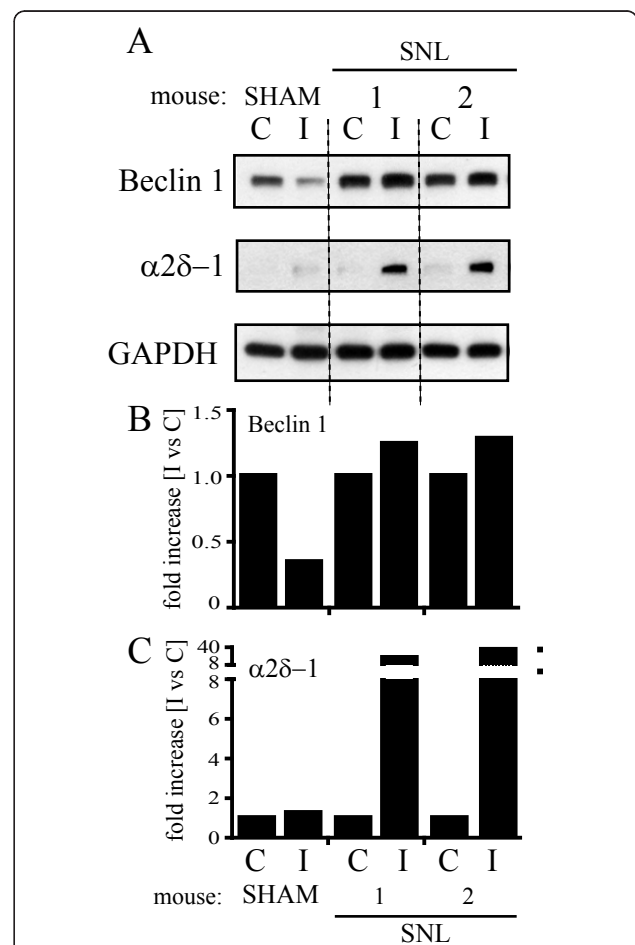 A
SNL
mouse: SHAM 1 2
C I C I C I
Beclin 1
α2δ–1
GAPDH
B
Beclin 1
fold increase [I vs C]
1.5
1.0
0.5
0
C
α2δ–1
fold increase [I vs C]
40
8
8
6
4
2
0
C I C I C I
mouse: SHAM 1 2
SNL